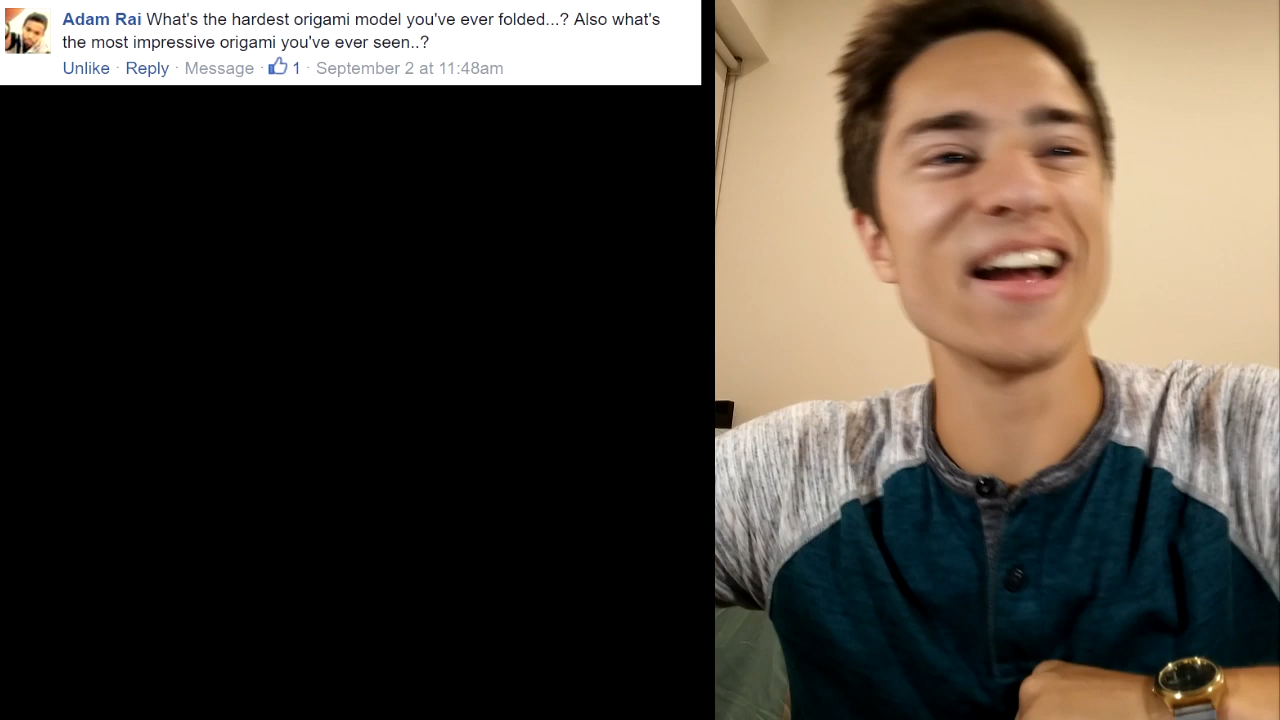 Adam Rai What's the hardest origami model you've ever folded...? Also what's
the most impressive origami you've ever seen..?
Unlike · Reply · Message · 1 · September 2 at 11:48am